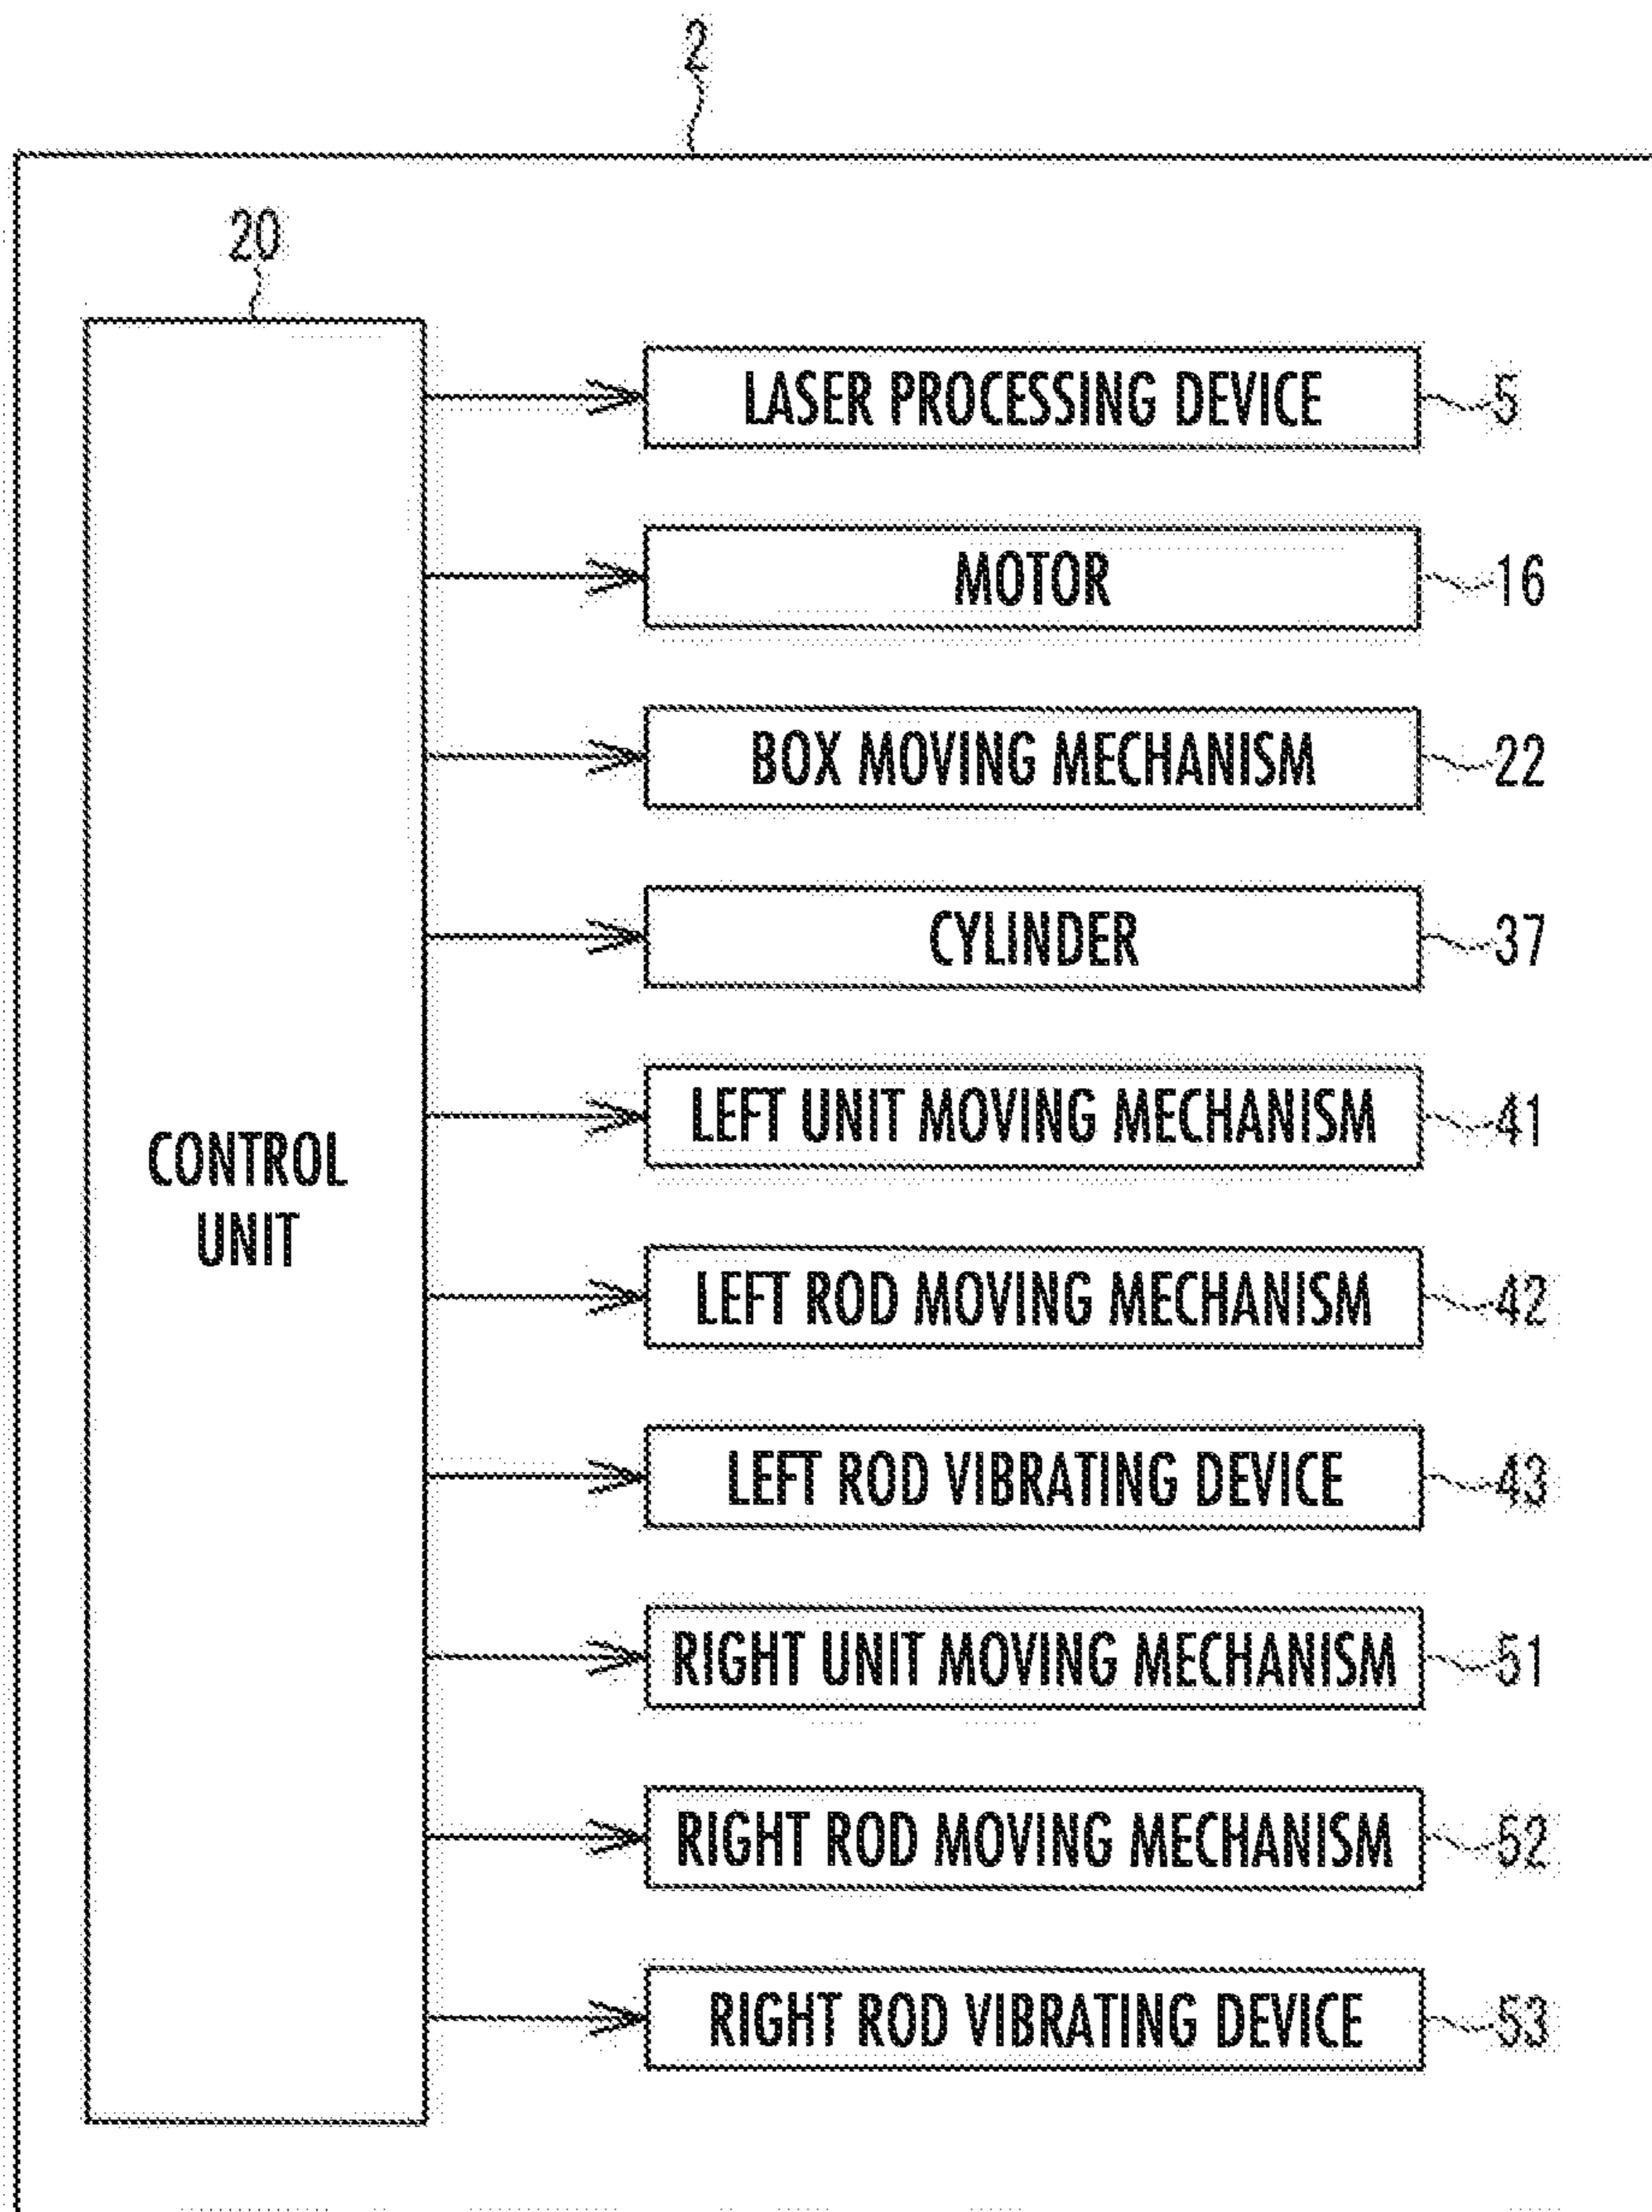 2
20
LASER PROCESSING DEVICE 5
MOTOR 16
BOX MOVING MECHANISM 22
CYLINDER 37
LEFT UNIT MOVING MECHANISM 41
CONTROL
UNIT
LEFT ROD MOVING MECHANISM 42
LEFT ROD VIBRATING DEVICE 43
RIGHT UNIT MOVING MECHANISM 51
RIGHT ROD MOVING MECHANISM 52
RIGHT ROD VIBRATING DEVICE 53